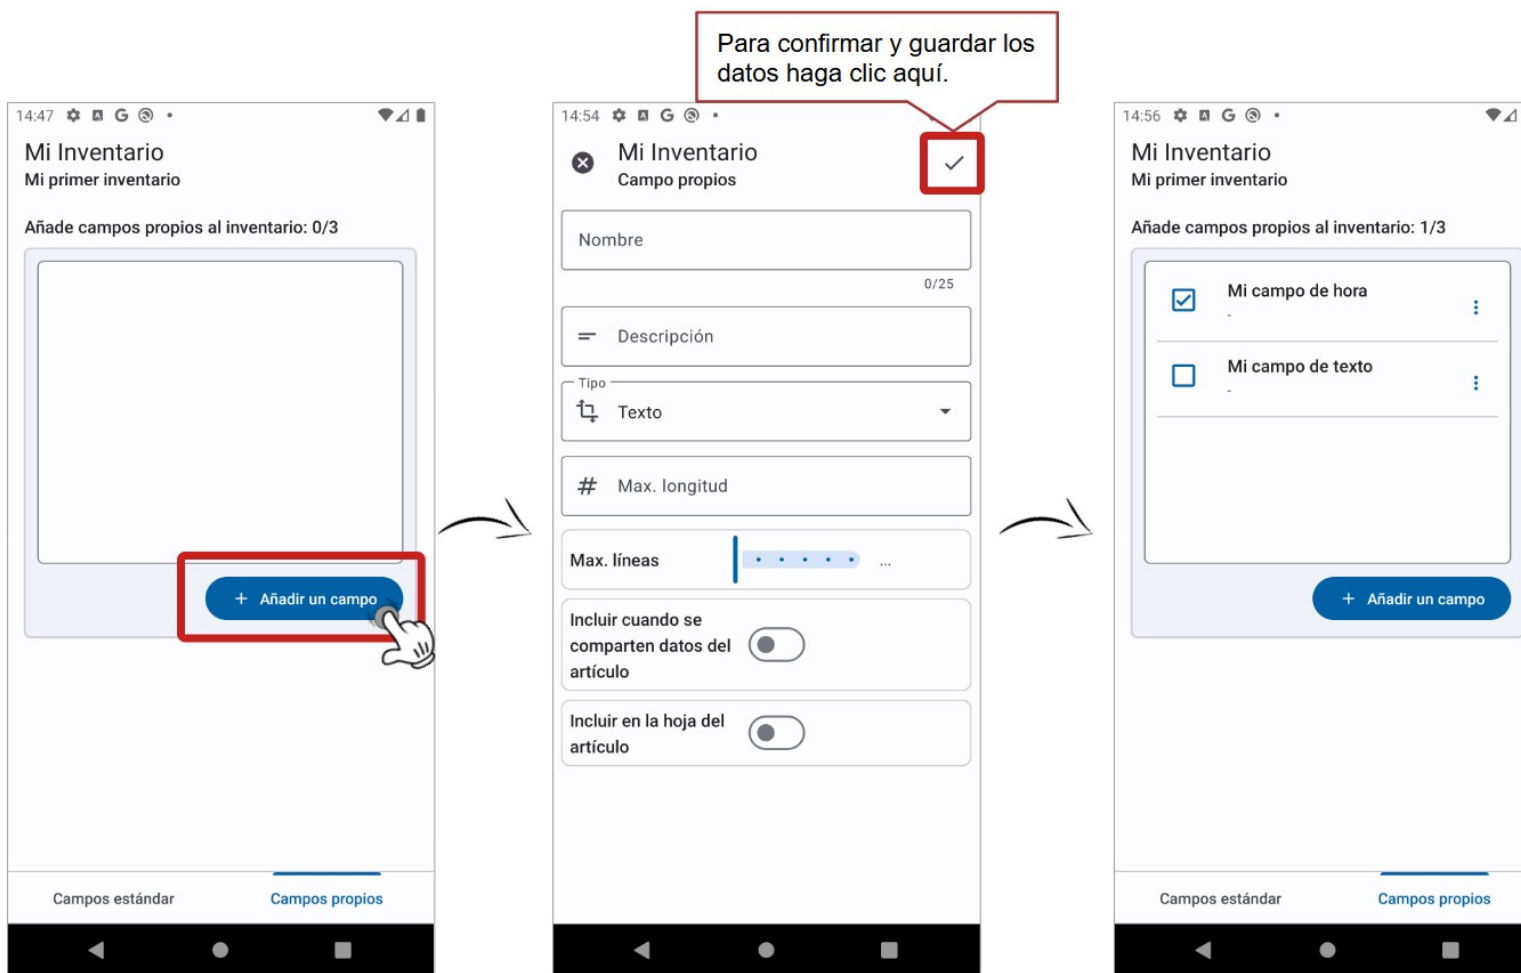 Para confirmar y guardar los
datos haga clic aquí.
14:47
Mi Inventario
Mi primer inventario
Añade campos propios al inventario: 0/3
+ Añadir un campo
Campos estándar
Campos propios
14:54
Mi Inventario
Campo propios
Nombre
0/25
Descripción
Tipo
Texto
# Max. longitud
Max. líneas
...
Incluir cuando se
comparten datos del
artículo
Incluir en la hoja del
artículo
14:56
Mi Inventario
Mi primer inventario
Añade campos propios al inventario: 1/3
Mi campo de hora
-
Mi campo de texto
-
+ Añadir un campo
Campos estándar
Campos propios